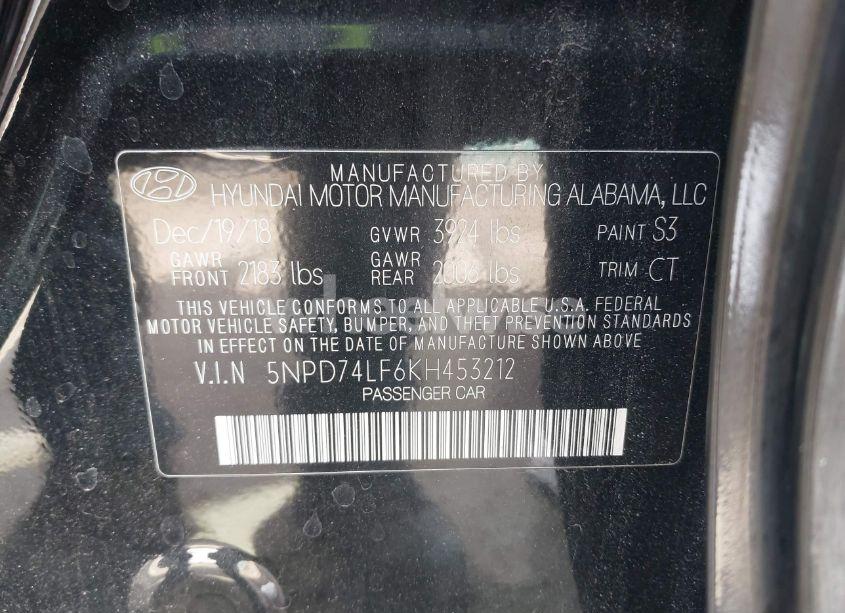 MANUFACTURED BY
HYUNDAI MOTOR MANUFACTURING ALABAMA, LLC
Dec/19/18 GVWR 3924 lbs PAINT S3
GAWR FRONT 2183 lbs GAWR REAR 2006 lbs TRIM CT
THIS VEHICLE CONFORMS TO ALL APPLICABLE U.S.A. FEDERAL
MOTOR VEHICLE SAFETY, BUMPER, AND THEFT PREVENTION STANDARDS
IN EFFECT ON THE DATE OF MANUFACTURE SHOWN ABOVE.
V.I.N 5NPD74LF6KH453212
PASSENGER CAR